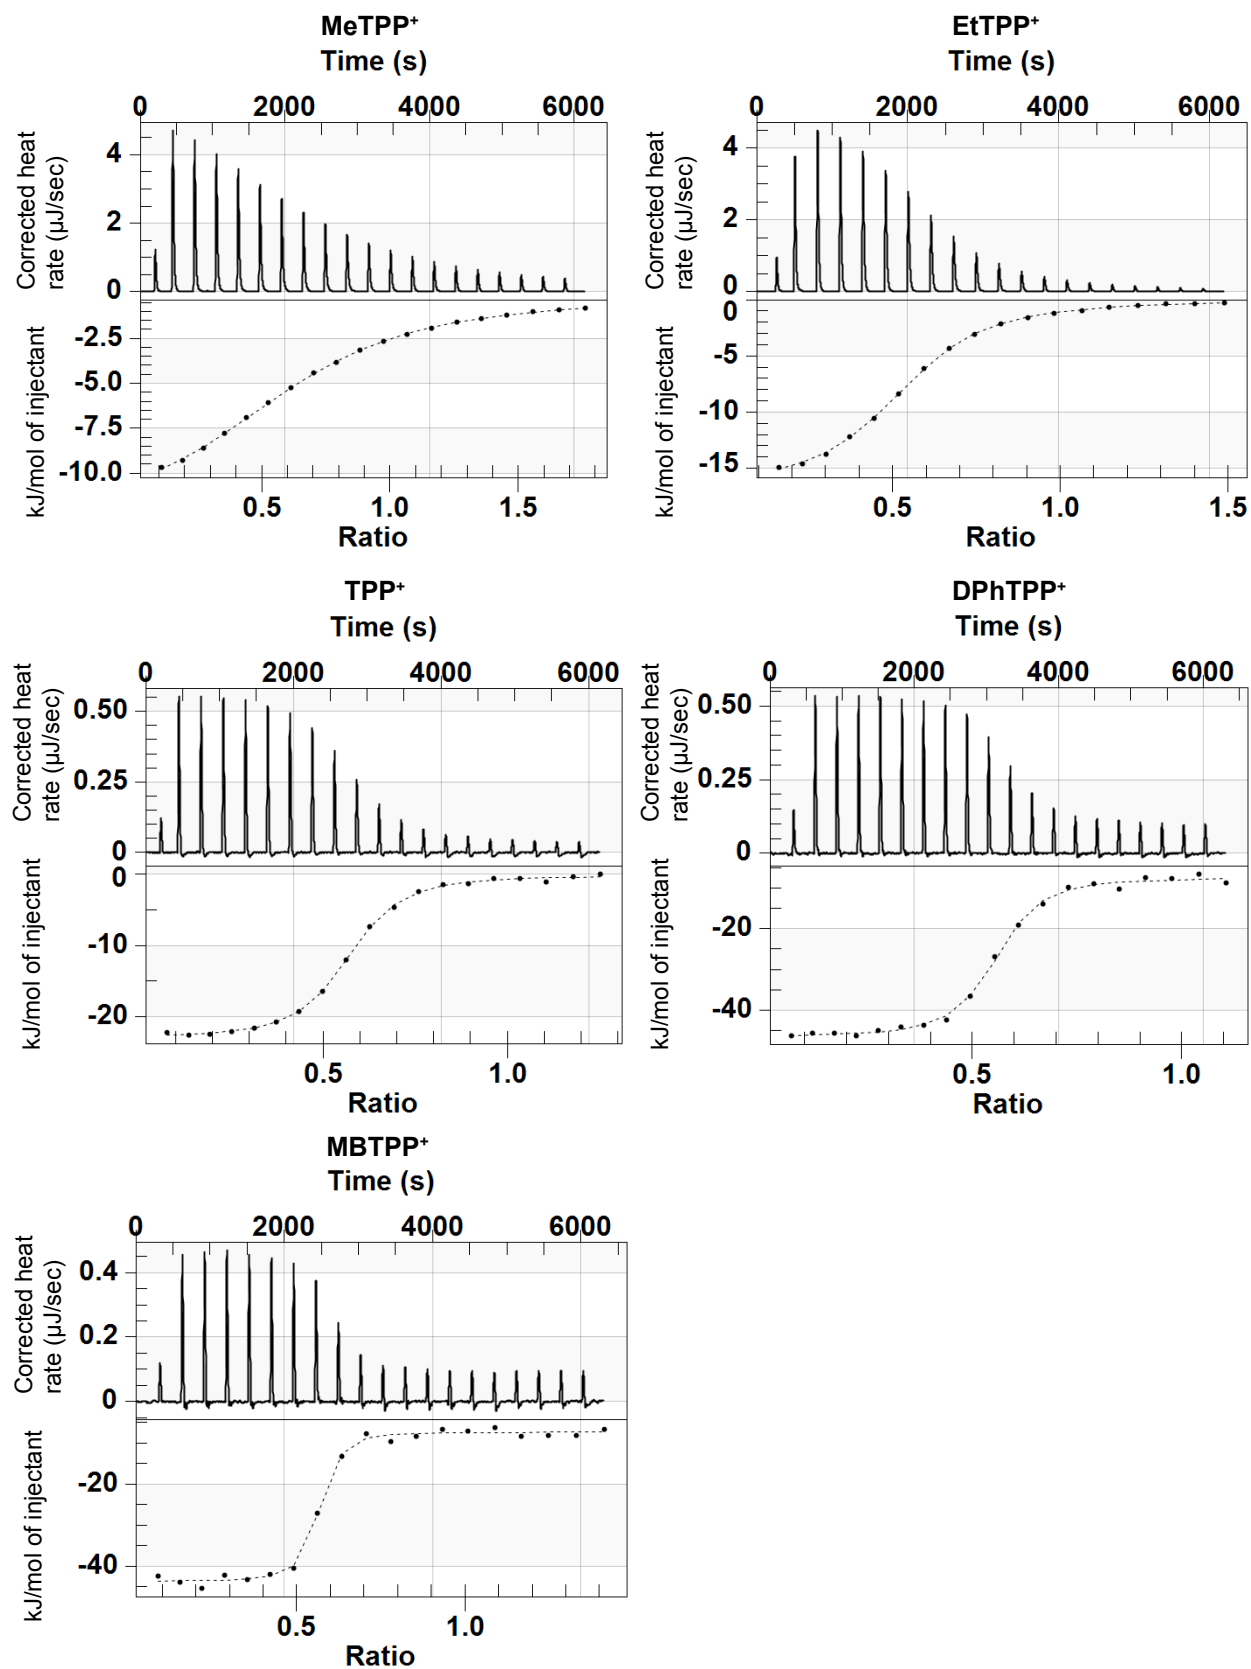 MeTPP+
Time (s)
0 2000 4000 6000
Corrected heat
rate (µJ/sec)
4
2
0
kJ/mol of injectant
-2.5
-5.0
-7.5
-10.0
0.5 1.0 1.5
Ratio
EtTPP+
Time (s)
0 2000 4000 6000
Corrected heat
rate (µJ/sec)
4
2
0
kJ/mol of injectant
0
-5
-10
-15
0.5 1.0 1.5
Ratio
TPP+
Time (s)
0 2000 4000 6000
Corrected heat
rate (µJ/sec)
0.50
0.25
0
kJ/mol of injectant
0
-10
-20
0.5 1.0
Ratio
DPhTPP+
Time (s)
0 2000 4000 6000
Corrected heat
rate (µJ/sec)
0.50
0.25
0
kJ/mol of injectant
-20
-40
0.5 1.0
Ratio
MBTPP+
Time (s)
0 2000 4000 6000
Corrected heat
rate (µJ/sec)
0.4
0.2
0
kJ/mol of injectant
-20
-40
0.5 1.0
Ratio